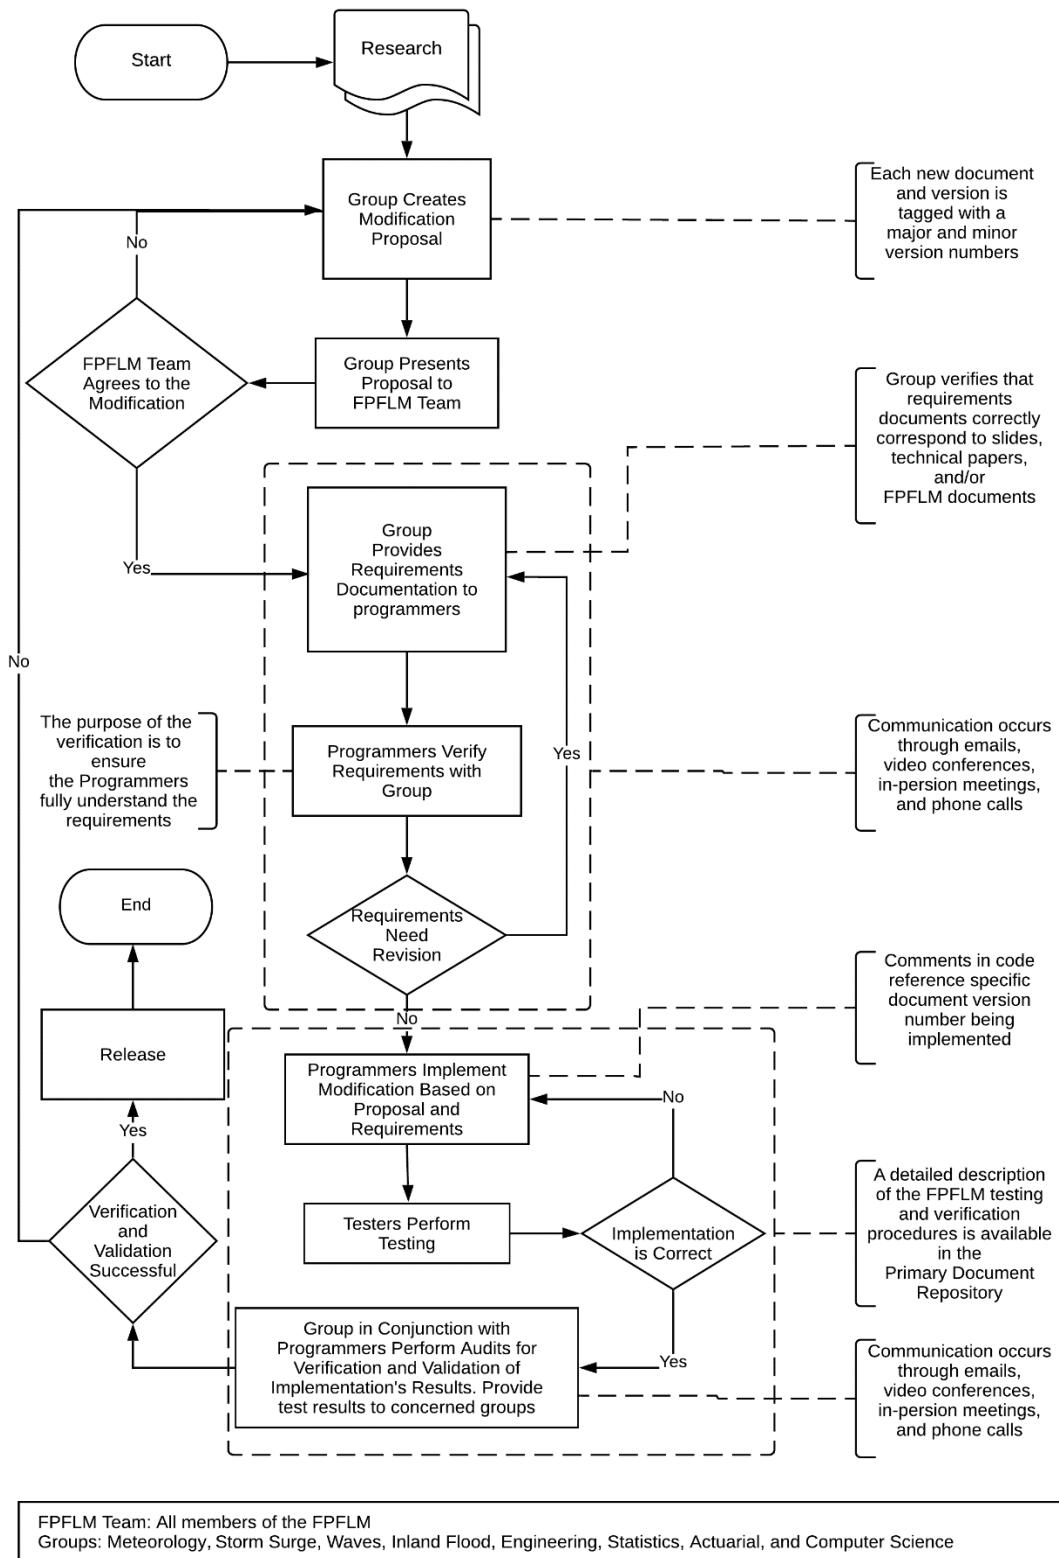 Start
Research
Group Creates
Modification
Proposal
Each new document
and version is
tagged with a
major and minor
version numbers
No
FPFLM Team
Agrees to the
Modification
Group Presents
Proposal to
FPFLM Team
Group verifies that
requirements
documents correctly
correspond to slides,
technical papers,
and/or
FPFLM documents
Yes
Group
Provides
Requirements
Documentation to
programmers
No
The purpose of the
verification is to
ensure
the Programmers
fully understand the
requirements
Programmers Verify
Requirements with
Group
Yes
Communication occurs
through emails,
video conferences,
in-persion meetings,
and phone calls
End
Requirements
Need
Revision
No
Comments in code
reference specific
document version
number being
implemented
Release
Programmers Implement
Modification Based on
Proposal and
Requirements
No
Yes
Verification
and
Validation
Successful
Testers Perform
Testing
Implementation
is Correct
A detailed description
of the FPFLM testing
and verification
procedures is available
in the
Primary Document
Repository
Yes
Group in Conjunction with
Programmers Perform Audits for
Verification and Validation of
Implementation's Results. Provide
test results to concerned groups
Communication occurs
through emails,
video conferences,
in-persion meetings,
and phone calls
FPFLM Team: All members of the FPFLM
Groups: Meteorology, Storm Surge, Waves, Inland Flood, Engineering, Statistics, Actuarial, and Computer Science